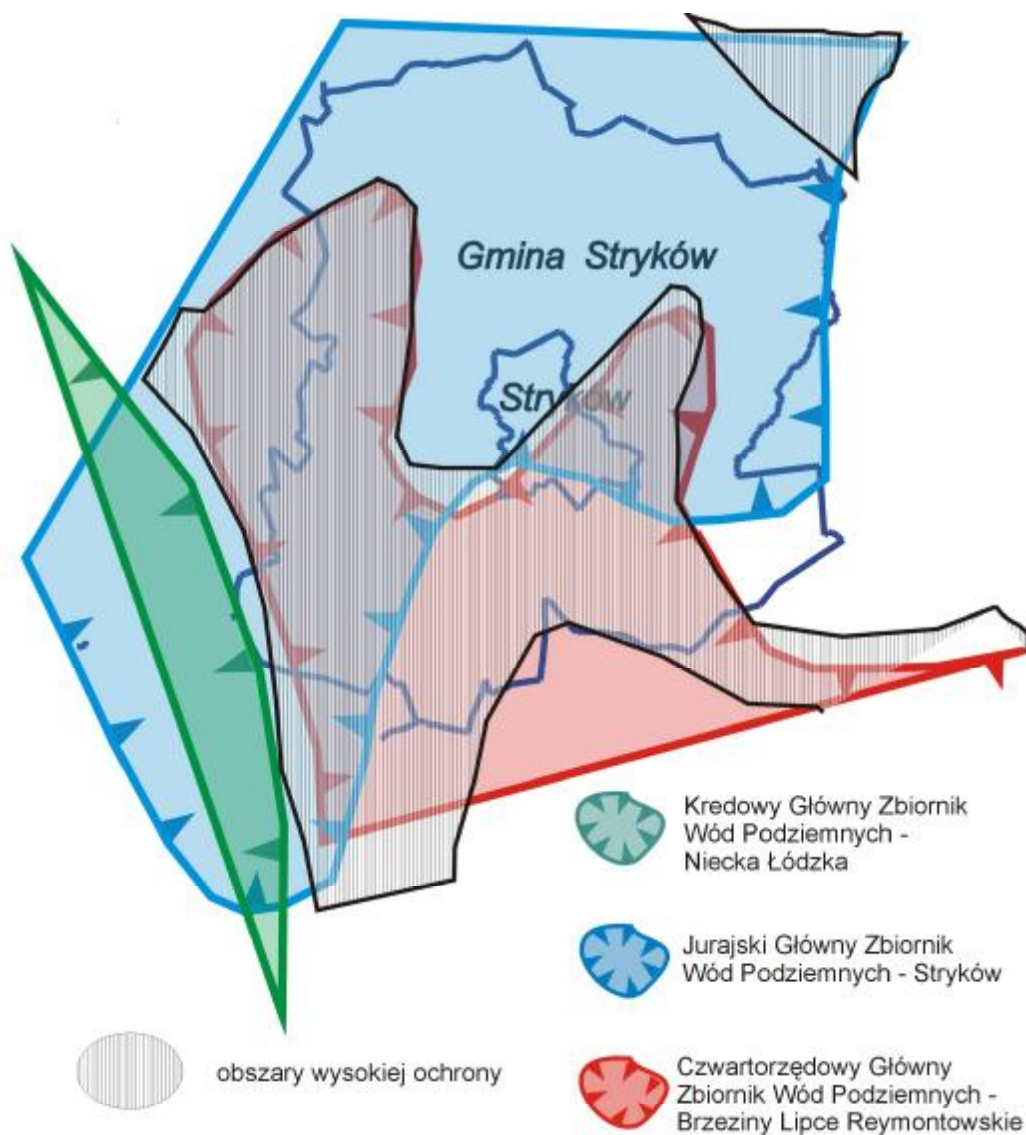 Gmina Stryków
Stryków
Kredowy Główny Zbiornik
Wód Podziemnych -
Niecka Łódzka
Jurajski Główny Zbiornik
Wód Podziemnych - Stryków
obszary wysokiej ochrony
Czwartorzędowy Główny
Zbiornik Wód Podziemnych -
Brzeziny Lipce Reymontowskie